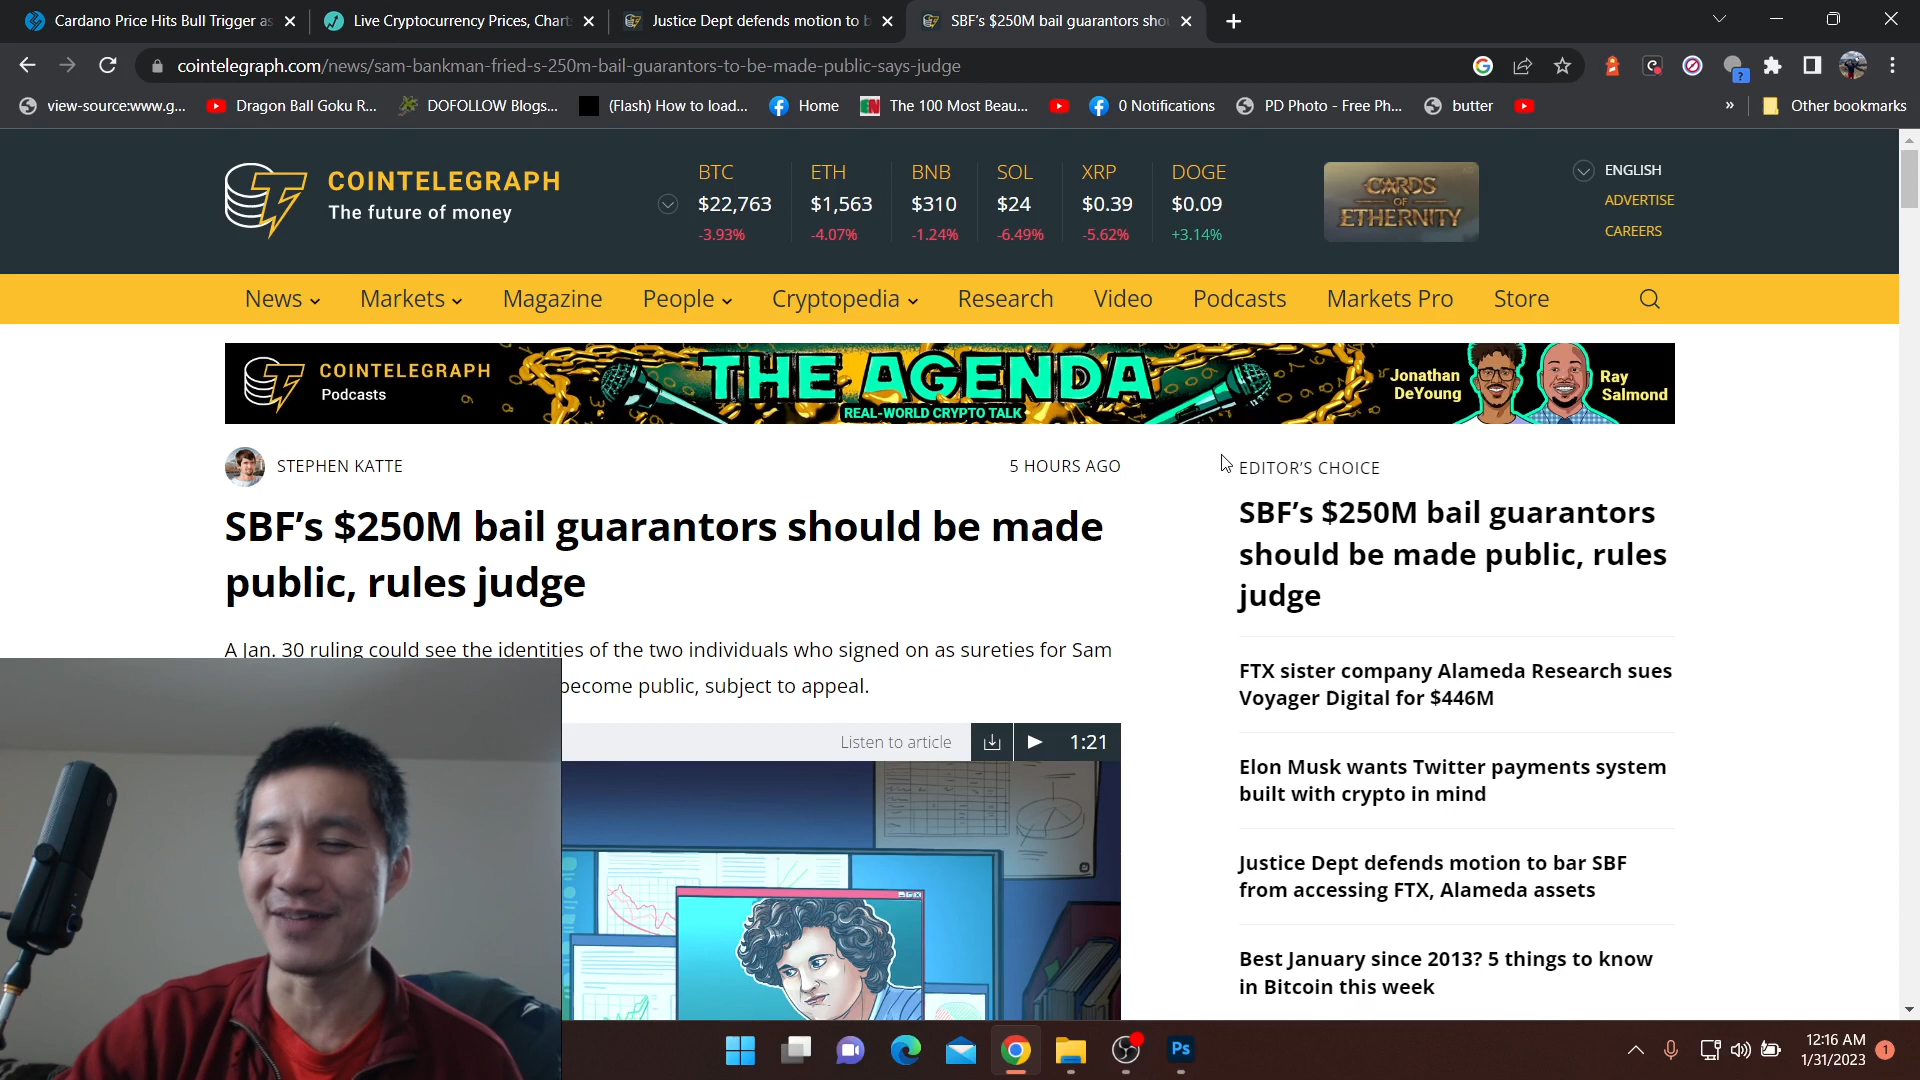 Cardano Price Hits Bull Trigger as
Live Cryptocurrency Prices, Chart
Justice Dept defends motion to b
SBF's $250M bail guarantors shou
cointelegraph.com/news/sam-bankman-fried-s-250m-bail-guarantors-to-be-made-public-says-judge
view-source:www.g...
Dragon Ball Goku R...
DOFOLLOW Blogs...
(Flash) How to load...
Home
The 100 Most Beau...
0 Notifications
PD Photo - Free Ph...
butter
»
Other bookmarks
COINTELEGRAPH
The future of money
BTC ETH BNB SOL XRP DOGE
$22,763 $1,563 $310 $24 $0.39 $0.09
-3.93% -4.07% -1.24% -6.49% -5.62% +3.14%
CARDS
OF
ETHERNITY
ENGLISH
ADVERTISE
CAREERS
News Markets Magazine People Cryptopedia Research Video Podcasts Markets Pro Store
COINTELEGRAPH
Podcasts
THE AGENDA
REAL-WORLD CRYPTO TALK
Jonathan
DeYoung
Ray
Salmond
STEPHEN KATTE
5 HOURS AGO
SBF's $250M bail guarantors should be made
public, rules judge
A Jan. 30 ruling could see the identities of the two individuals who signed on as sureties for Sam
become public, subject to appeal.
Listen to article
1:21
EDITOR'S CHOICE
SBF's $250M bail guarantors
should be made public, rules
judge
FTX sister company Alameda Research sues
Voyager Digital for $446M
Elon Musk wants Twitter payments system
built with crypto in mind
Justice Dept defends motion to bar SBF
from accessing FTX, Alameda assets
Best January since 2013? 5 things to know
in Bitcoin this week
Ps
12:16 AM
1/31/2023
1